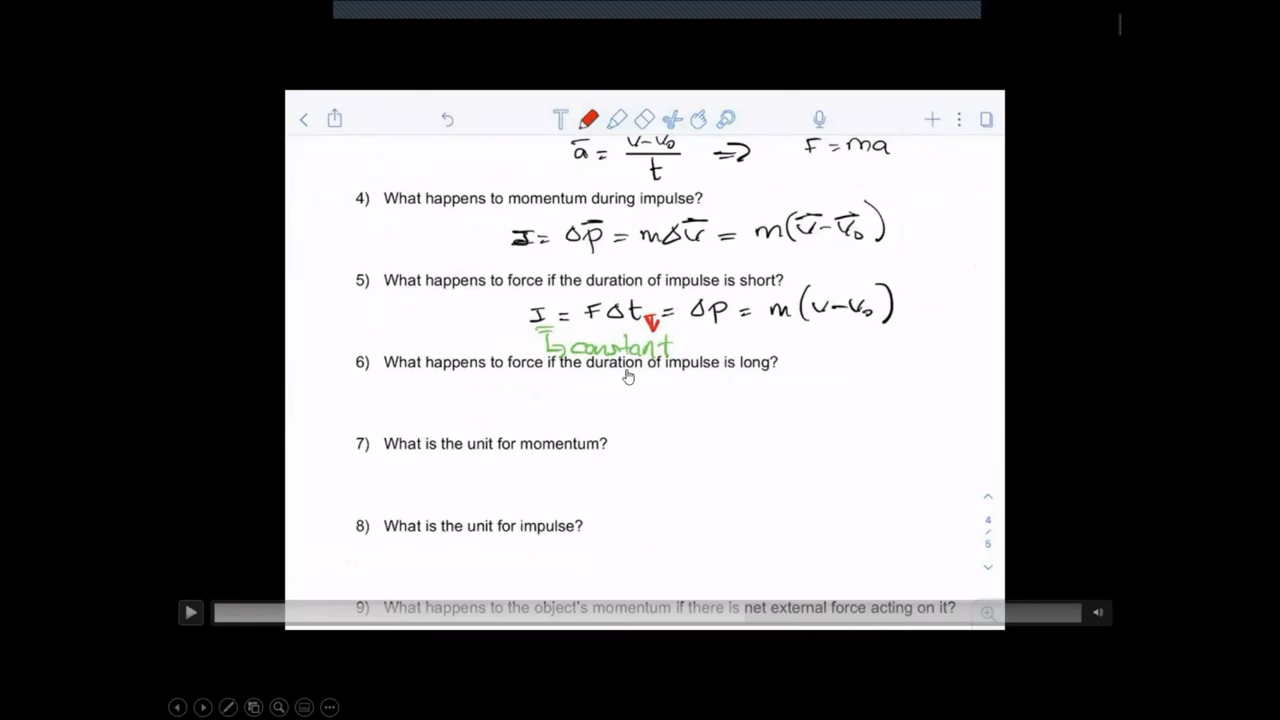 ā = v-v₀/t ⇒ F = ma
4) What happens to momentum during impulse?
I = Δp⃗ = mΔv⃗ = m(v⃗-v⃗₀)
5) What happens to force if the duration of impulse is short?
I = FΔt = Δp = m(v-v₀)
↳constant
6) What happens to force if the duration of impulse is long?
7) What is the unit for momentum?
8) What is the unit for impulse?
4
/
5
9) What happens to the object's momentum if there is net external force acting on it?